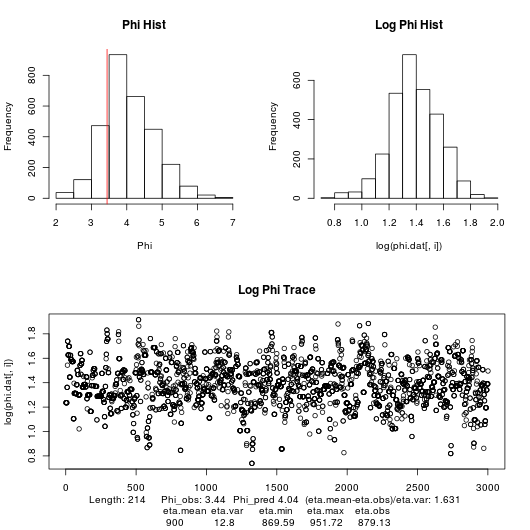 Phi Hist
Log Phi Hist
Frequency
0 200 400 600 800
2 3 4 5 6 7
Phi
Frequency
0 200 400 600
0.8 1.0 1.2 1.4 1.6 1.8 2.0
log(phi.dat[, i])
Log Phi Trace
log(phi.dat[, i])
0.8 1.0 1.2 1.4 1.6 1.8
0 500 1000 1500 2000 2500 3000
Length: 214 Phi_obs: 3.44 Phi_pred 4.04 (eta.mean-eta.obs)/eta.var: 1.631
eta.mean eta.var eta.min eta.max eta.obs
900 12.8 869.59 951.72 879.13